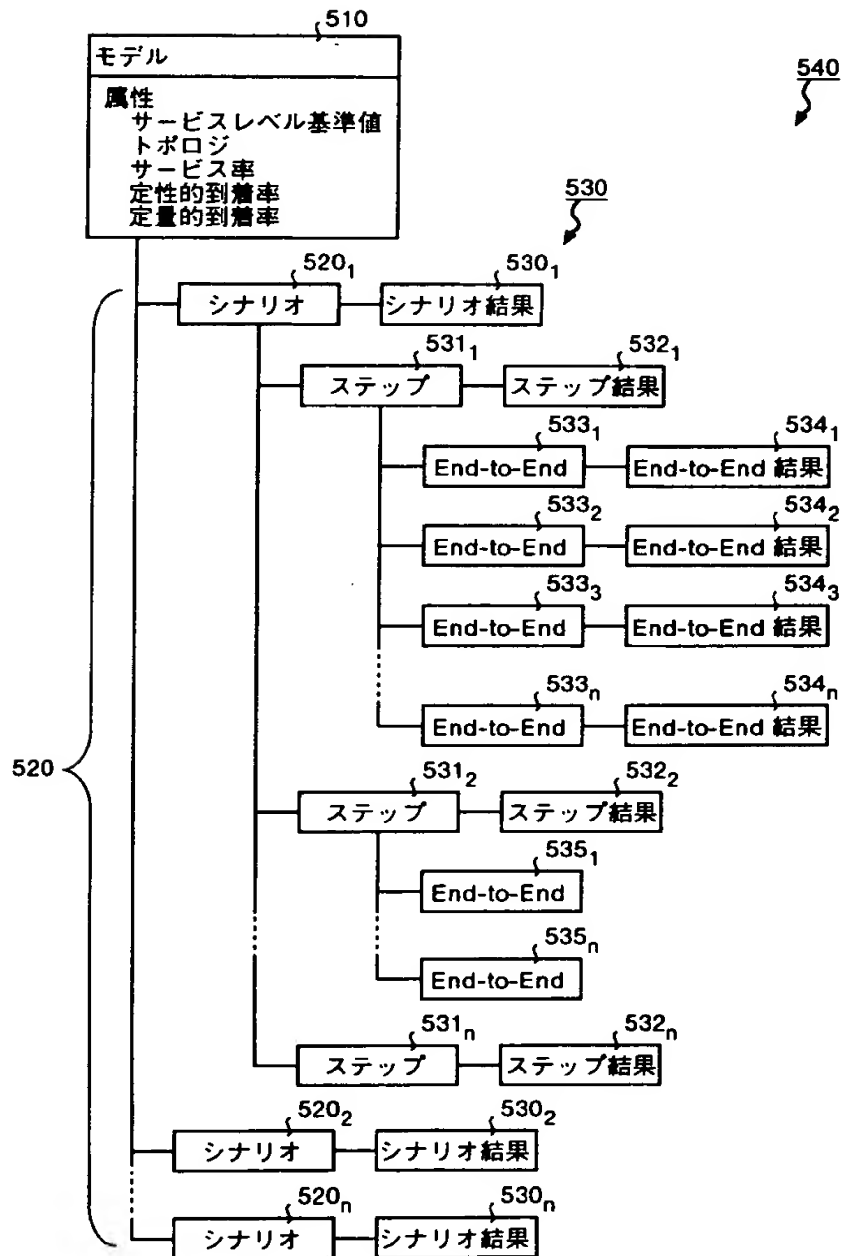 510
モデル
540
属性
サービスレベル基準値
トポロジ
サービス率
定性的到着率
定量的到着率
530
520₁ 530₁
シナリオ シナリオ結果
531₁ 532₁
ステップ ステップ結果
533₁ 534₁
End-to-End End-to-End 結果
533₂ 534₂
End-to-End End-to-End 結果
533₃ 534₃
End-to-End End-to-End 結果
533ₙ 534ₙ
End-to-End End-to-End 結果
520
531₂ 532₂
ステップ ステップ結果
535₁
End-to-End
535ₙ
End-to-End
531ₙ 532ₙ
ステップ ステップ結果
520₂ 530₂
シナリオ シナリオ結果
520ₙ 530ₙ
シナリオ シナリオ結果